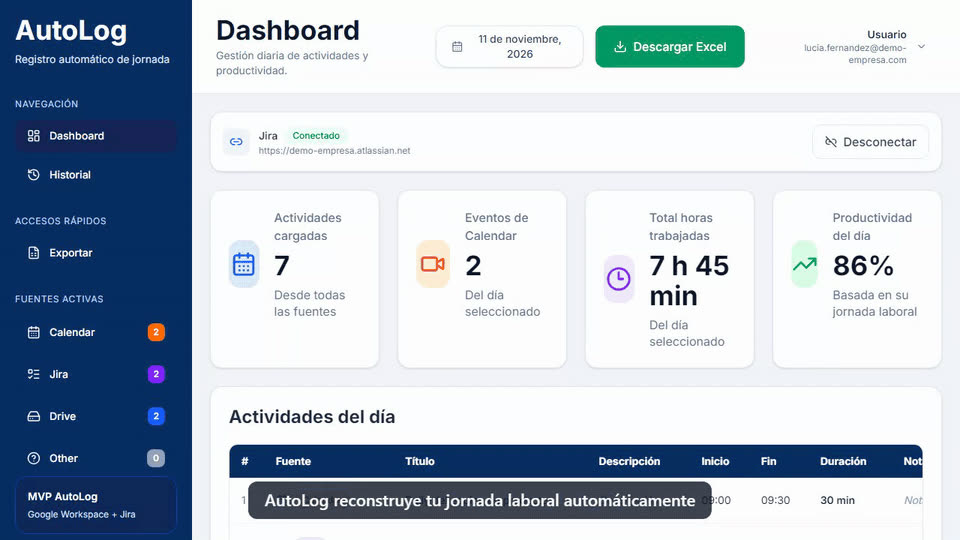 AutoLog
Registro automático de jornada
NAVEGACIÓN
Dashboard
Historial
ACCESOS RÁPIDOS
Exportar
FUENTES ACTIVAS
Calendar 2
Jira 2
Drive 2
Other 0
MVP AutoLog
Google Workspace + Jira
Dashboard
Gestión diaria de actividades y
productividad.
11 de noviembre,
2026
Descargar Excel
Usuario
lucia.fernandez@demo-
empresa.com
Jira Conectado
https://demo-empresa.atlassian.net
Desconectar
Actividades
cargadas
7
Desde todas
las fuentes
Eventos de
Calendar
2
Del día
seleccionado
Total horas
trabajadas
7 h 45
min
Del día
seleccionado
Productividad
del día
86%
Basada en su
jornada laboral
Actividades del día
# Fuente Título Descripción Inicio Fin Duración Not
1 09:00 09:30 30 min Not
AutoLog reconstruye tu jornada laboral automáticamente